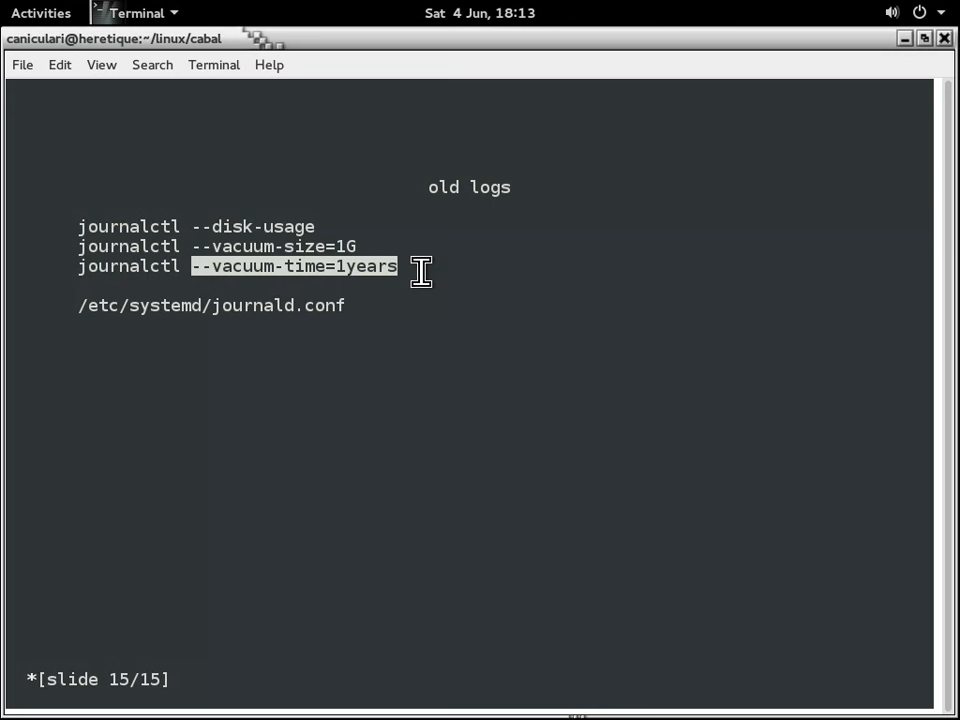 Activities
Terminal
Sat 4 Jun, 18:13
caniculari@heretique:~/linux/cabal
File Edit View Search Terminal Help
old logs
journalctl --disk-usage
journalctl --vacuum-size=1G
journalctl --vacuum-time=1years
/etc/systemd/journald.conf
*[slide 15/15]